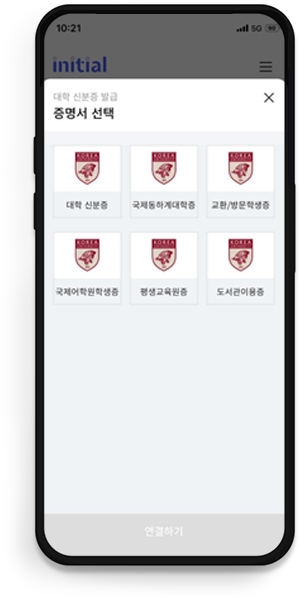 10:21
5G
initial
대학 신분증 발급
증명서 선택
KOREA KOREA KOREA
대학 신분증 국제동하계대학증 교환/방문학생증
KOREA KOREA KOREA
국제어학원학생증 평생교육원증 도서관이용증
연결하기